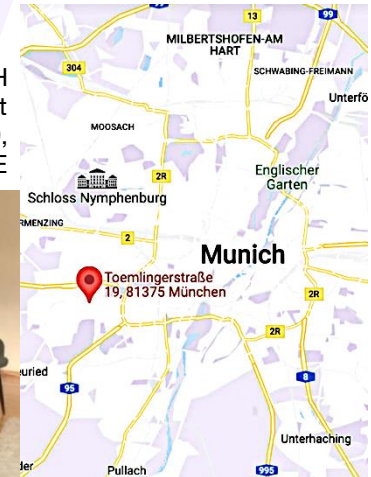 13
99
MILBERTSHOFEN-AM
HART
304
SCHWABING-FREIMANN
H
Unterfö
t
MOOSACH
),
E
2R
Englischer
Garten
Schloss Nymphenburg
RMENZING
2
Munich
Toemlingerstraße
19, 81375 München
2R
2R
euried
95
8
Unterhaching
der
Pullach
995